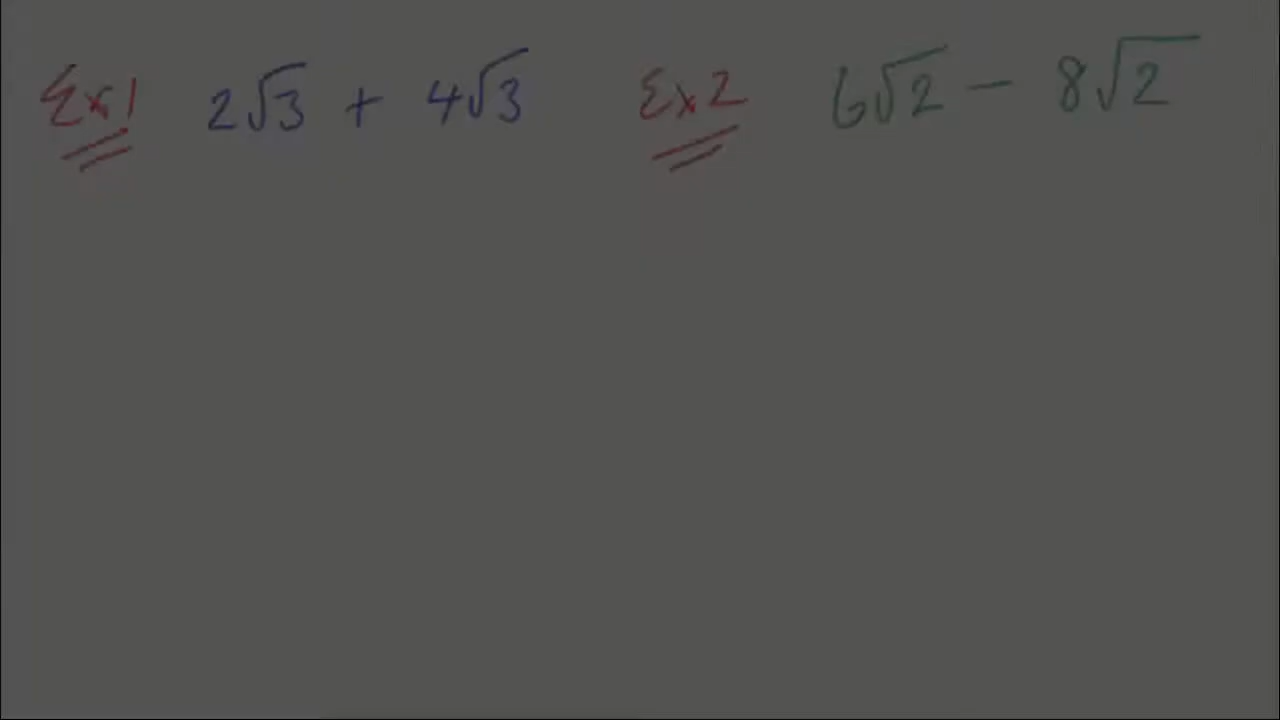 Ex1 2√3 + 4√3 Ex2 6√2 - 8√2